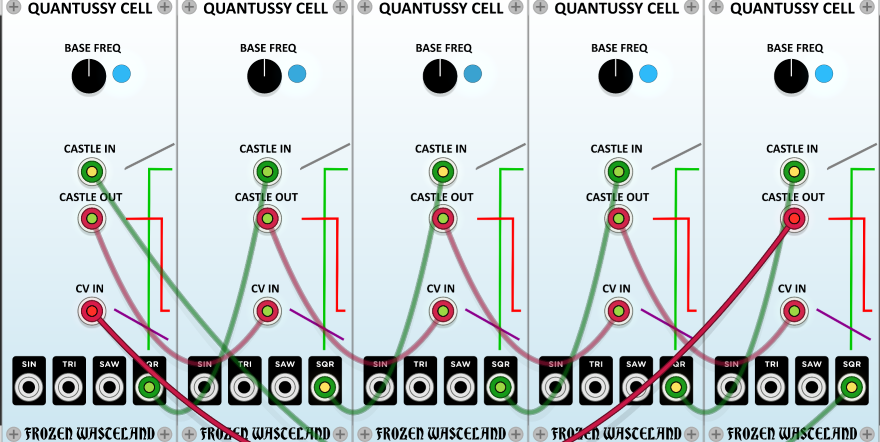 QUANTUSSY CELL QUANTUSSY CELL QUANTUSSY CELL QUANTUSSY CELL QUANTUSSY CELL
BASE FREQ BASE FREQ BASE FREQ BASE FREQ BASE FREQ
CASTLE IN CASTLE IN CASTLE IN CASTLE IN CASTLE IN
CASTLE OUT CASTLE OUT CASTLE OUT CASTLE OUT CASTLE OUT
CV IN CV IN CV IN CV IN CV IN
SIN TRI SAW SQR SIN TRI SAW SQR SIN TRI SAW SQR SIN TRI SAW SQR SIN TRI SAW SQR
FROZEN WASTELAND FROZEN WASTELAND FROZEN WASTELAND FROZEN WASTELAND FROZEN WASTELAND